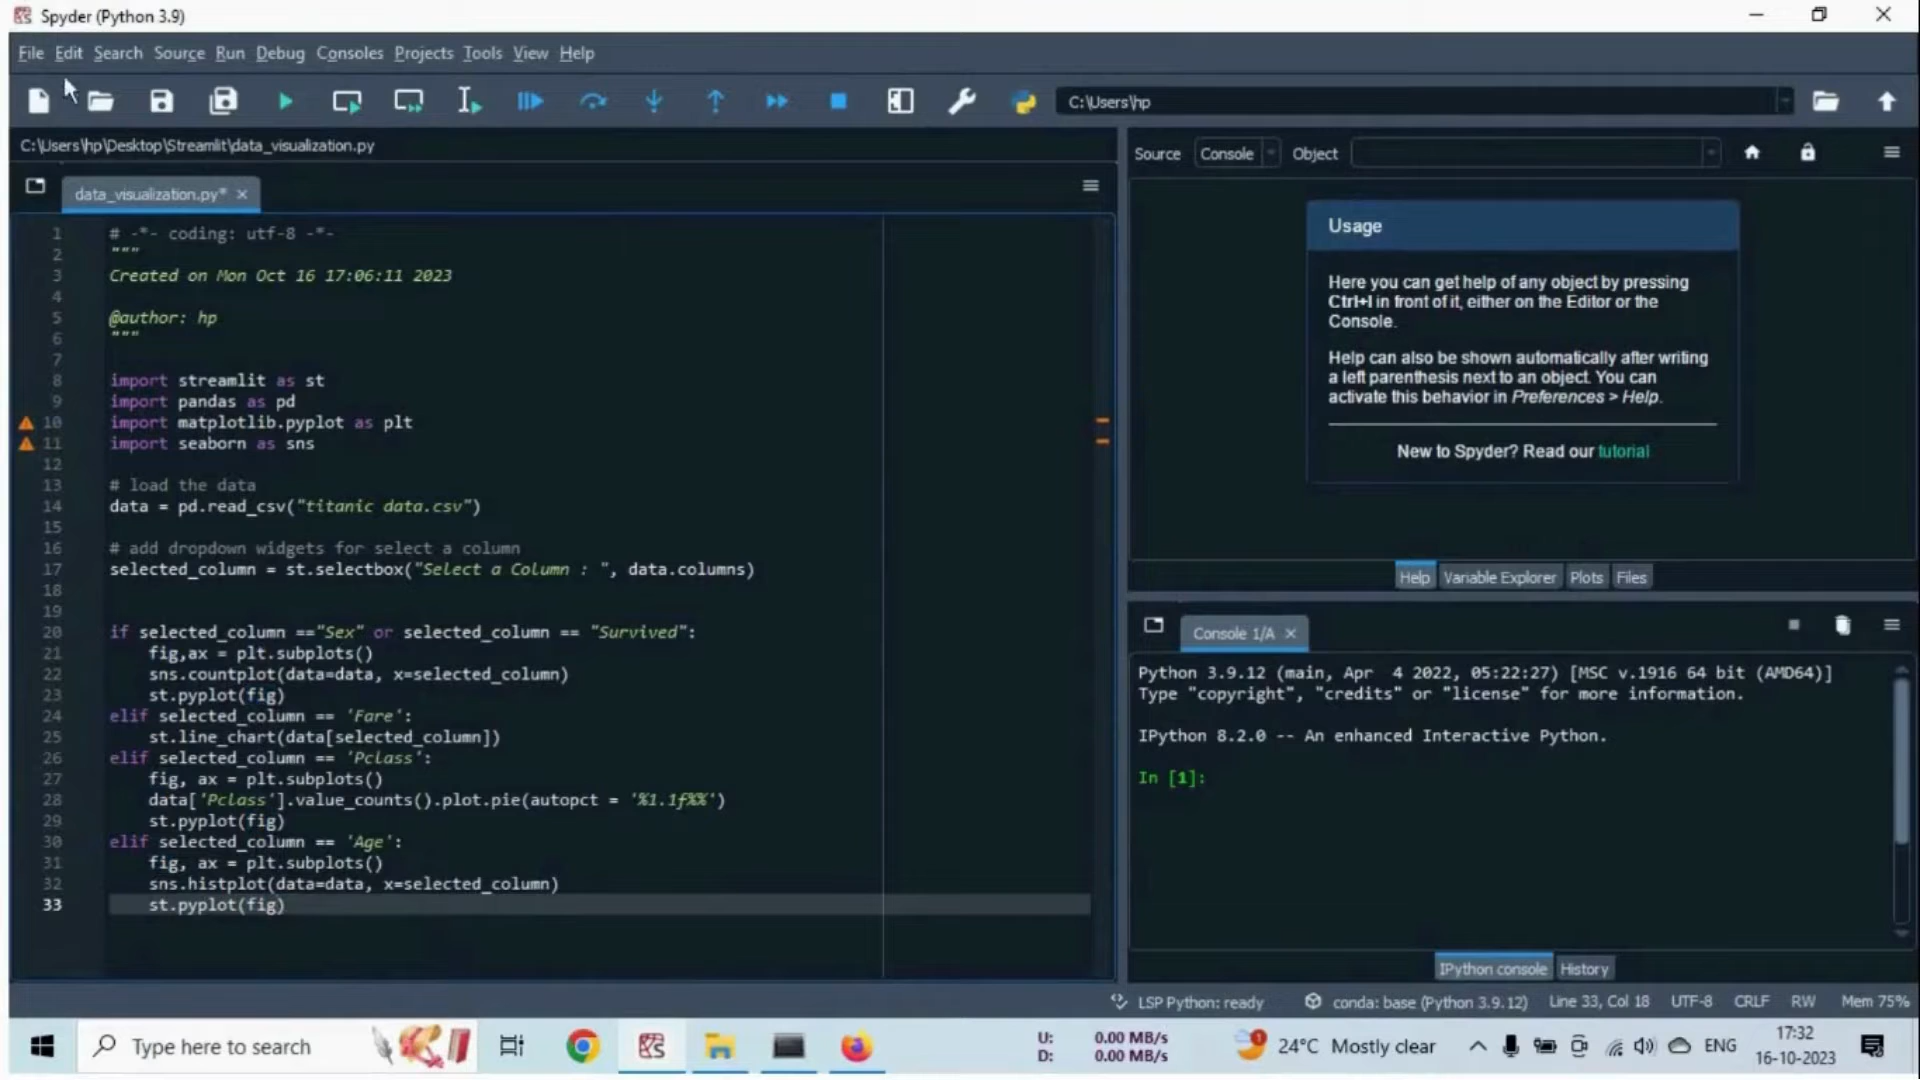 Spyder (Python 3.9)
File Edit Search Source Run Debug Consoles Projects Tools View Help
C:\Users\hp
C:\Users\hp\Desktop\Streamlit\data_visualization.py
data_visualization.py*
1 # -*- coding: utf-8 -*-
2 """
3 Created on Mon Oct 16 17:06:11 2023
4
5 @author: hp
6 """
7
8 import streamlit as st
9 import pandas as pd
10 import matplotlib.pyplot as plt
11 import seaborn as sns
12
13 # load the data
14 data = pd.read_csv("titanic data.csv")
15
16 # add dropdown widgets for select a column
17 selected_column = st.selectbox("Select a Column : ", data.columns)
18
19
20 if selected_column =="Sex" or selected_column == "Survived":
21 fig,ax = plt.subplots()
22 sns.countplot(data=data, x=selected_column)
23 st.pyplot(fig)
24 elif selected_column == 'Fare':
25 st.line_chart(data[selected_column])
26 elif selected_column == 'Pclass':
27 fig, ax = plt.subplots()
28 data['Pclass'].value_counts().plot.pie(autopct = '%1.1f%%')
29 st.pyplot(fig)
30 elif selected_column == 'Age':
31 fig, ax = plt.subplots()
32 sns.histplot(data=data, x=selected_column)
33 st.pyplot(fig)
Source Console Object
Usage
Here you can get help of any object by pressing
Ctrl+I in front of it, either on the Editor or the
Console.
Help can also be shown automatically after writing
a left parenthesis next to an object. You can
activate this behavior in Preferences > Help.
New to Spyder? Read our tutorial
Help Variable Explorer Plots Files
Console 1/A
Python 3.9.12 (main, Apr  4 2022, 05:22:27) [MSC v.1916 64 bit (AMD64)]
Type "copyright", "credits" or "license" for more information.
IPython 8.2.0 -- An enhanced Interactive Python.
In [1]:
IPython console History
LSP Python: ready conda: base (Python 3.9.12) Line 33, Col 18 UTF-8 CRLF RW Mem 75%
Type here to search
U: 0.00 MB/s
D: 0.00 MB/s
24°C Mostly clear
ENG
17:32
16-10-2023